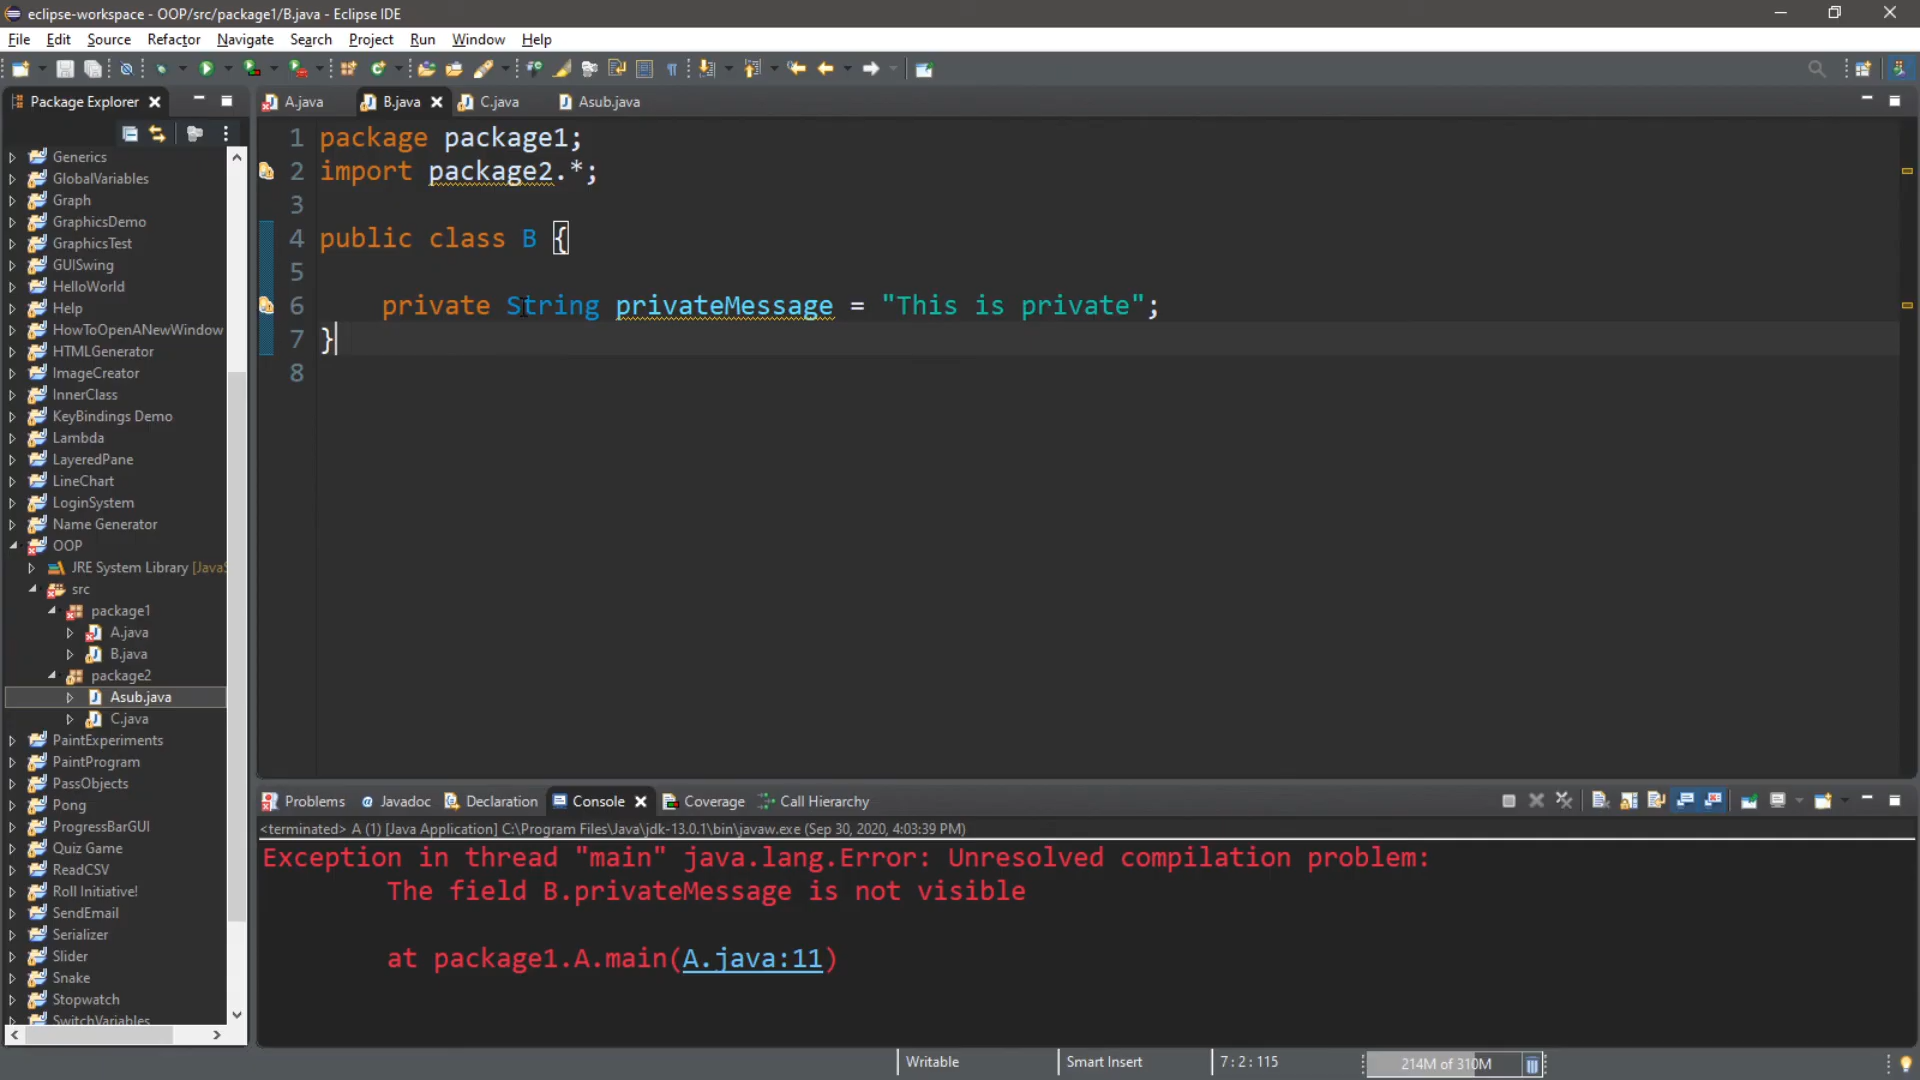 eclipse-workspace - OOP/src/package1/B.java - Eclipse IDE
File Edit Source Refactor Navigate Search Project Run Window Help
Package Explorer
A.java B.java C.java Asub.java
Generics
GlobalVariables
Graph
GraphicsDemo
GraphicsTest
GUISwing
HelloWorld
Help
HowToOpenANewWindow
HTMLGenerator
ImageCreator
InnerClass
KeyBindings Demo
Lambda
LayeredPane
LineChart
LoginSystem
Name Generator
OOP
JRE System Library [JavaS
src
package1
A.java
B.java
package2
Asub.java
C.java
PaintExperiments
PaintProgram
PassObjects
Pong
ProgressBarGUI
Quiz Game
ReadCSV
Roll Initiative!
SendEmail
Serializer
Slider
Snake
Stopwatch
SwitchVariables
1 package package1;
2 import package2.*;
3
4 public class B {
5
6 private String privateMessage = "This is private";
7 }
8
Problems Javadoc Declaration Console Coverage Call Hierarchy
<terminated> A (1) [Java Application] C:\Program Files\Java\jdk-13.0.1\bin\javaw.exe (Sep 30, 2020, 4:03:39 PM)
Exception in thread "main" java.lang.Error: Unresolved compilation problem:
The field B.privateMessage is not visible
at package1.A.main(A.java:11)
Writable Smart Insert 7 : 2 : 115 214M of 310M